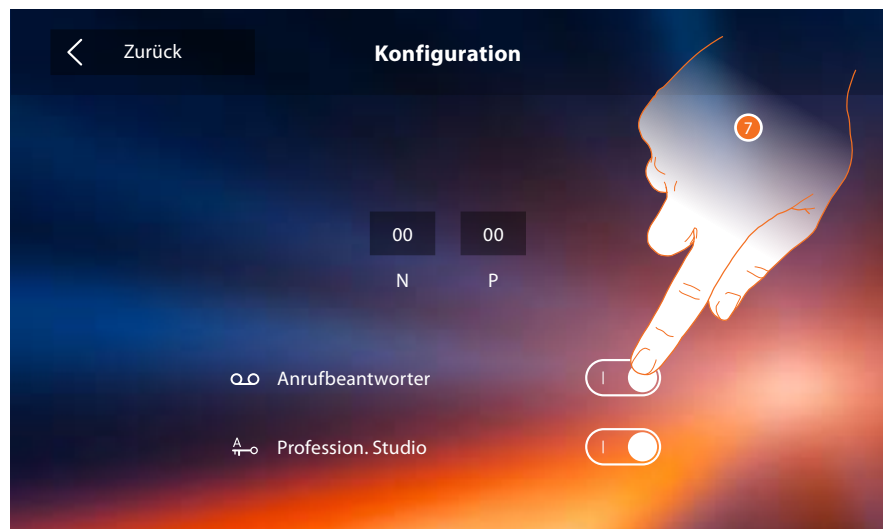 Zurück
Konfiguration
7
00 00
N P
Anrufbeantworter
A Profession. Studio